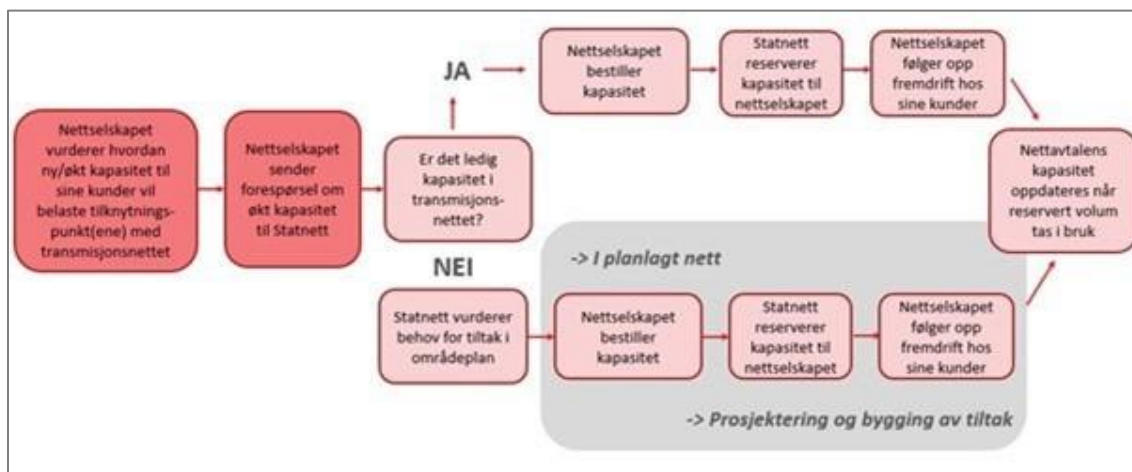 Nettselskapet
vurderer hvordan
ny/økt kapasitet til
sine kunder vil
belaste tilknytnings-
punkt(ene) med
transmisjonsnettet
Nettselskapet
sender
forespørsel om
økt kapasitet
til Statnett
Er det ledig
kapasitet i
transmisjons-
nettet?
JA
Nettselskapet
bestiller
kapasitet
Statnett
reserverer
kapasitet til
nettselskapet
Nettselskapet
følger opp
fremdrift hos
sine kunder
Nettavtalens
kapasitet
oppdateres når
reservert volum
tas i bruk
NEI
Statnett vurderer
behov for tiltak i
områdeplan
-> I planlagt nett
Nettselskapet
bestiller
kapasitet
Statnett
reserverer
kapasitet til
nettselskapet
Nettselskapet
følger opp
fremdrift hos
sine kunder
-> Prosjektering og bygging av tiltak